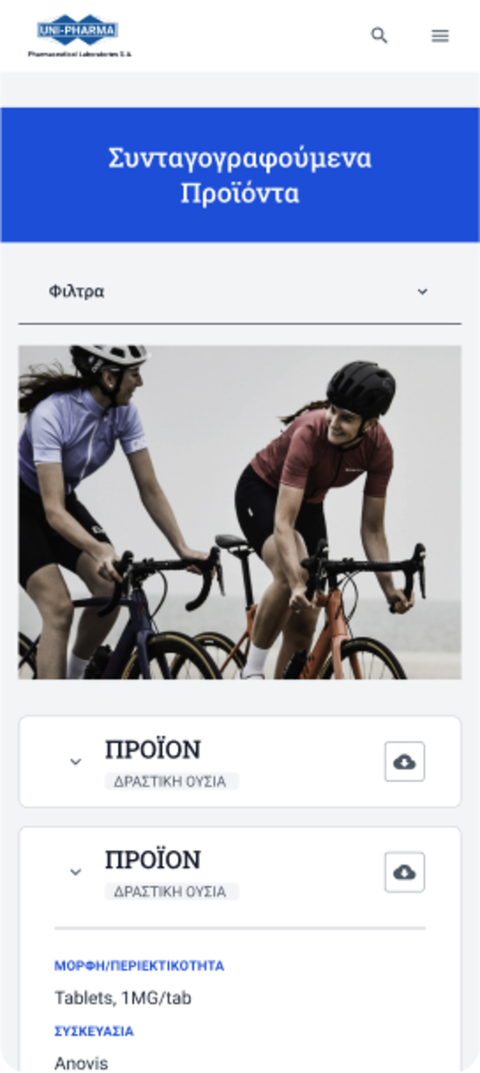 UNI-PHARMA
Pharmaceutical Laboratories S.A.
Συνταγογραφούμενα
Προϊόντα
Φιλτρα
ΠΡΟΪΟΝ
ΔΡΑΣΤΙΚΗ ΟΥΣΙΑ
ΠΡΟΪΟΝ
ΔΡΑΣΤΙΚΗ ΟΥΣΙΑ
ΜΟΡΦΗ/ΠΕΡΙΕΚΤΙΚΟΤΗΤΑ
Tablets, 1MG/tab
ΣΥΣΚΕΥΑΣΙΑ
Anovis